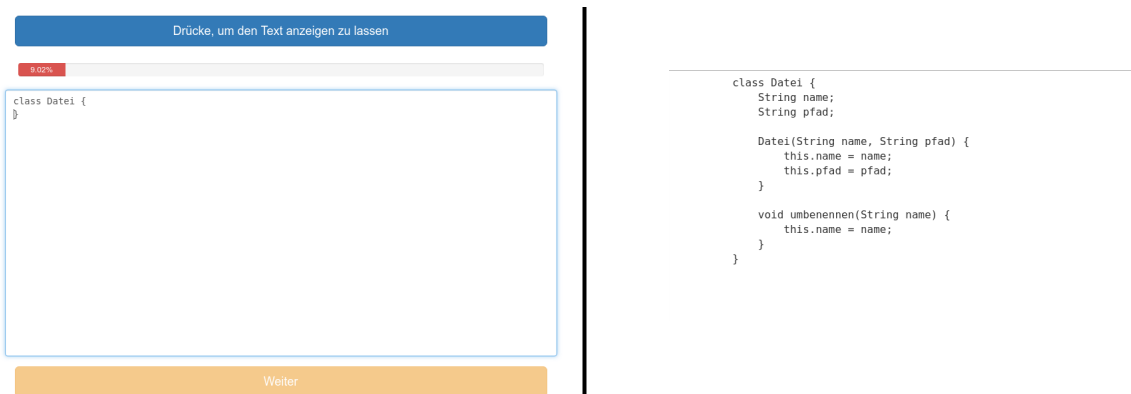 Drücke, um den Text anzeigen zu lassen
9.02%
class Datei {
}
Weiter
class Datei {
    String name;
    String pfad;

    Datei(String name, String pfad) {
        this.name = name;
        this.pfad = pfad;
    }

    void umbenennen(String name) {
        this.name = name;
    }
}